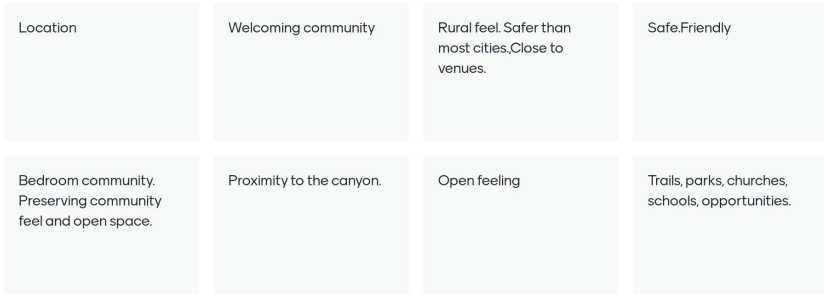 Location
Welcoming community
Rural feel. Safer than
most cities.,Close to
venues.
Safe.Friendly
Bedroom community.
Preserving community
feel and open space.
Proximity to the canyon.
Open feeling
Trails, parks, churches,
schools, opportunities.